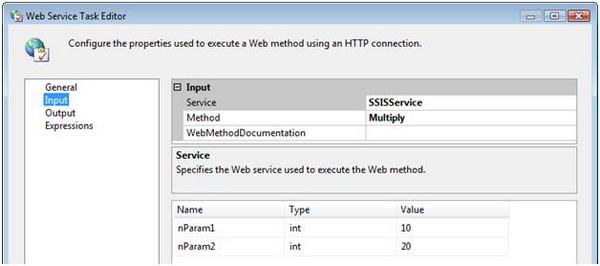 Web Service Task Editor
Configure the properties used to execute a Web method using an HTTP connection.
General
Input
Output
Expressions
Input
Service SSISService
Method Multiply
WebMethodDocumentation
Service
Specifies the Web service used to execute the Web method.
Name Type Value
nParam1 int 10
nParam2 int 20